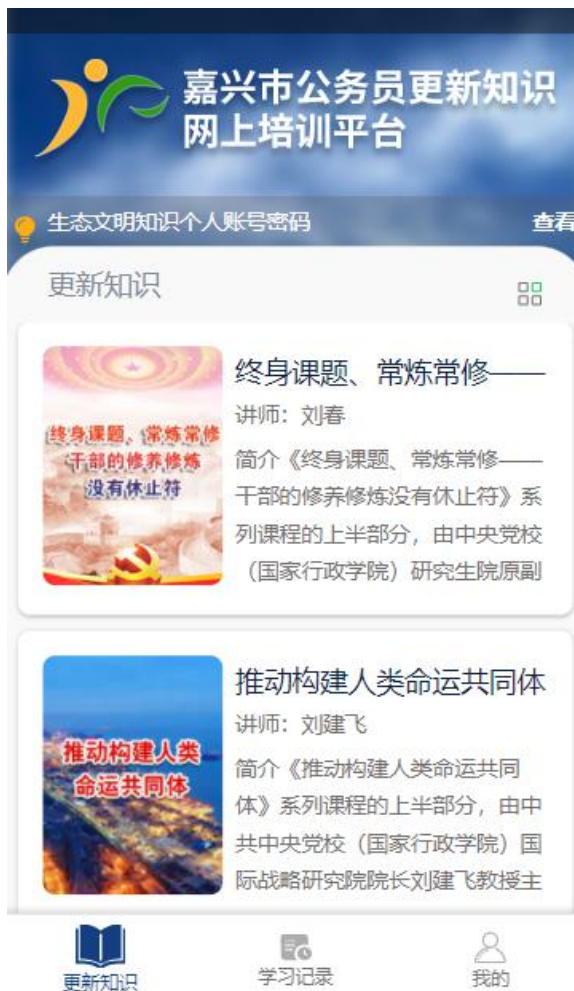 嘉兴市公务员更新知识
网上培训平台
生态文明知识个人账号密码
查看
更新知识
终身课题、常炼常修
干部的修养修炼
没有休止符
终身课题、常炼常修——
讲师：刘春
简介《终身课题、常炼常修——
干部的修养修炼没有休止符》系
列课程的上半部分，由中央党校
（国家行政学院）研究生院原副
推动构建人类
命运共同体
推动构建人类命运共同体
讲师：刘建飞
简介《推动构建人类命运共同
体》系列课程的上半部分，由中
共中央党校（国家行政学院）国
际战略研究院院长刘建飞教授主
更新知识
学习记录
我的